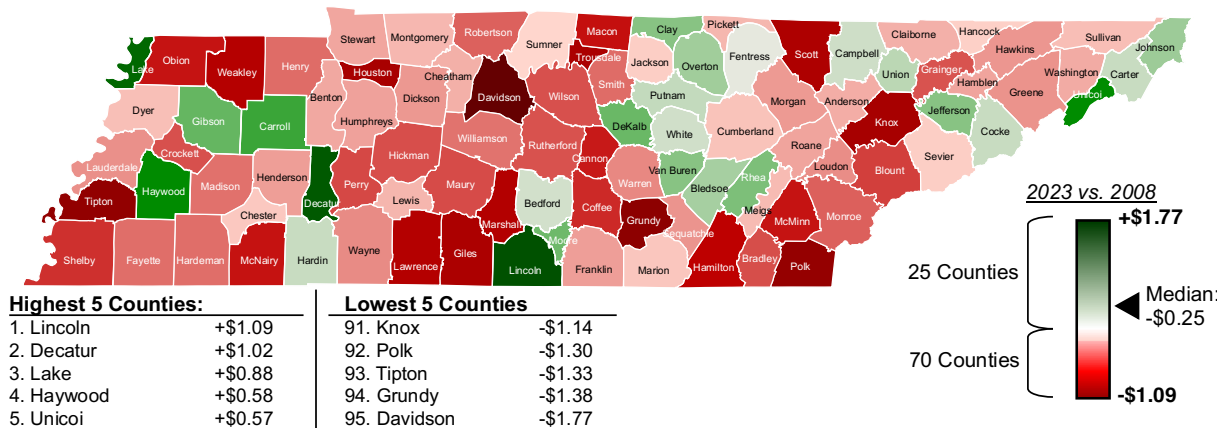 Stewart Montgomery Robertson Sumner Macon Clay Pickett Scott Campbell Claiborne Hancock Hawkins Sullivan Johnson
Lake Obion Weakley Henry Houston Cheatham Davidson Trousdale Jackson Overton Fentress Union Grainger Hamblen Washington Carter
Dyer Gibson Carroll Benton Humphreys Dickson Wilson Smith Putnam Morgan Anderson Jefferson Greene Unicoi
Lauderdale Crockett Henderson Hickman Williamson Rutherford Cannon DeKalb White Cumberland Roane Knox Cocke
Tipton Haywood Madison Decatu Perry Lewis Maury Bedford Coffee Warren Van Buren Bledsoe Rhea Meigs Loudon Blount Sevier
Chester Marshall Moore Grundy Sequatchie McMinn Monroe
Shelby Fayette Hardeman McNairy Hardin Wayne Lawrence Giles Lincoln Franklin Marion Hamilton Bradley Polk
Highest 5 Counties:
1. Lincoln +$1.09
2. Decatur +$1.02
3. Lake +$0.88
4. Haywood +$0.58
5. Unicoi +$0.57
Lowest 5 Counties
91. Knox -$1.14
92. Polk -$1.30
93. Tipton -$1.33
94. Grundy -$1.38
95. Davidson -$1.77
2023 vs. 2008
+$1.77
25 Counties
Median:
-$0.25
70 Counties
-$1.09